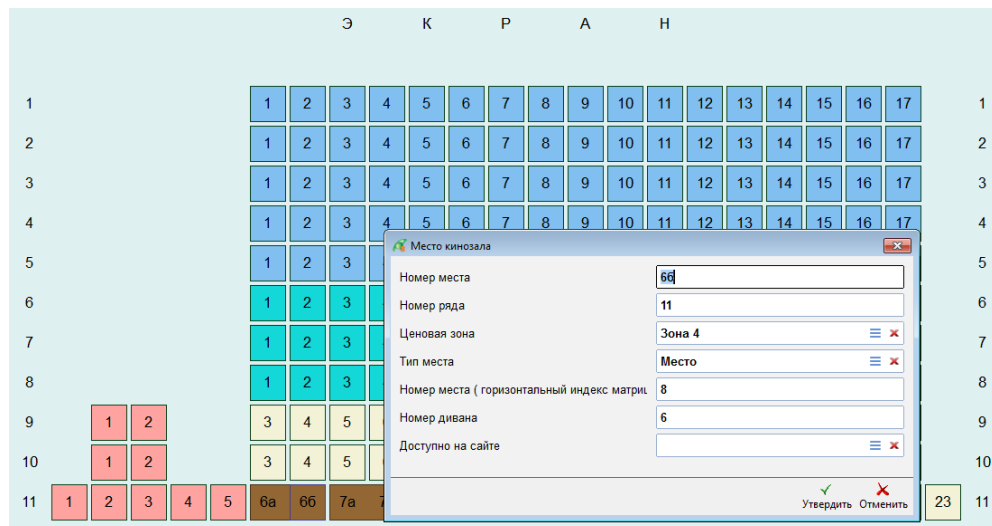 Э К Р А Н
1 1 2 3 4 5 6 7 8 9 10 11 12 13 14 15 16 17 1
2 1 2 3 4 5 6 7 8 9 10 11 12 13 14 15 16 17 2
3 1 2 3 4 5 6 7 8 9 10 11 12 13 14 15 16 17 3
4 1 2 3 4 5 6 7 8 9 10 11 12 13 14 15 16 17 4
Место кинозала
5 1 2 3 5
Номер места 6б
6 1 2 3 6
Номер ряда 11
Ценовая зона Зона 4
7 1 2 3 7
Тип места Место
8 1 2 3 8
Номер места ( горизонтальный индекс матриц 8
9 1 2 3 4 5 9
Номер дивана 6
Доступно на сайте
10 1 2 3 4 5 10
11 1 2 3 4 5 6а 6б 7а 23 11
Утвердить Отменить